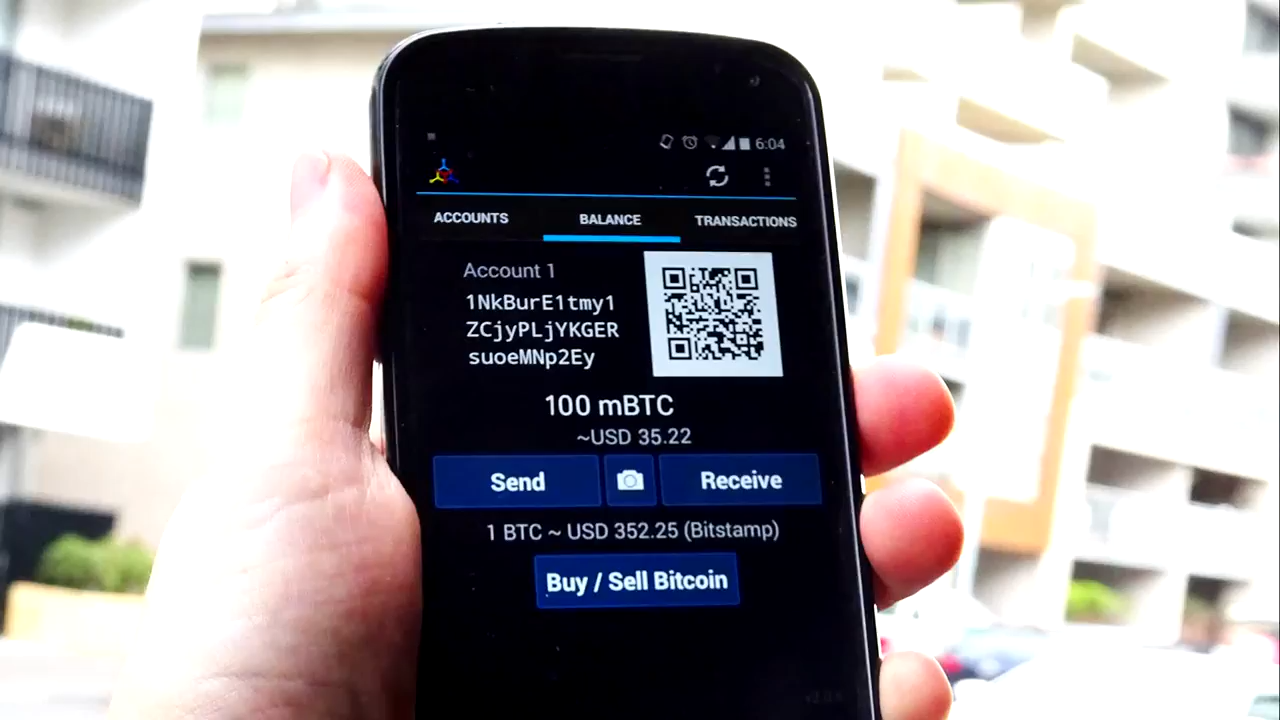 6:04
ACCOUNTS BALANCE TRANSACTIONS
Account 1
1NkBurE1tmy1
ZCjyPLjYKGER
suoeMNp2Ey
100 mBTC
~USD 35.22
Send Receive
1 BTC ~ USD 352.25 (Bitstamp)
Buy / Sell Bitcoin